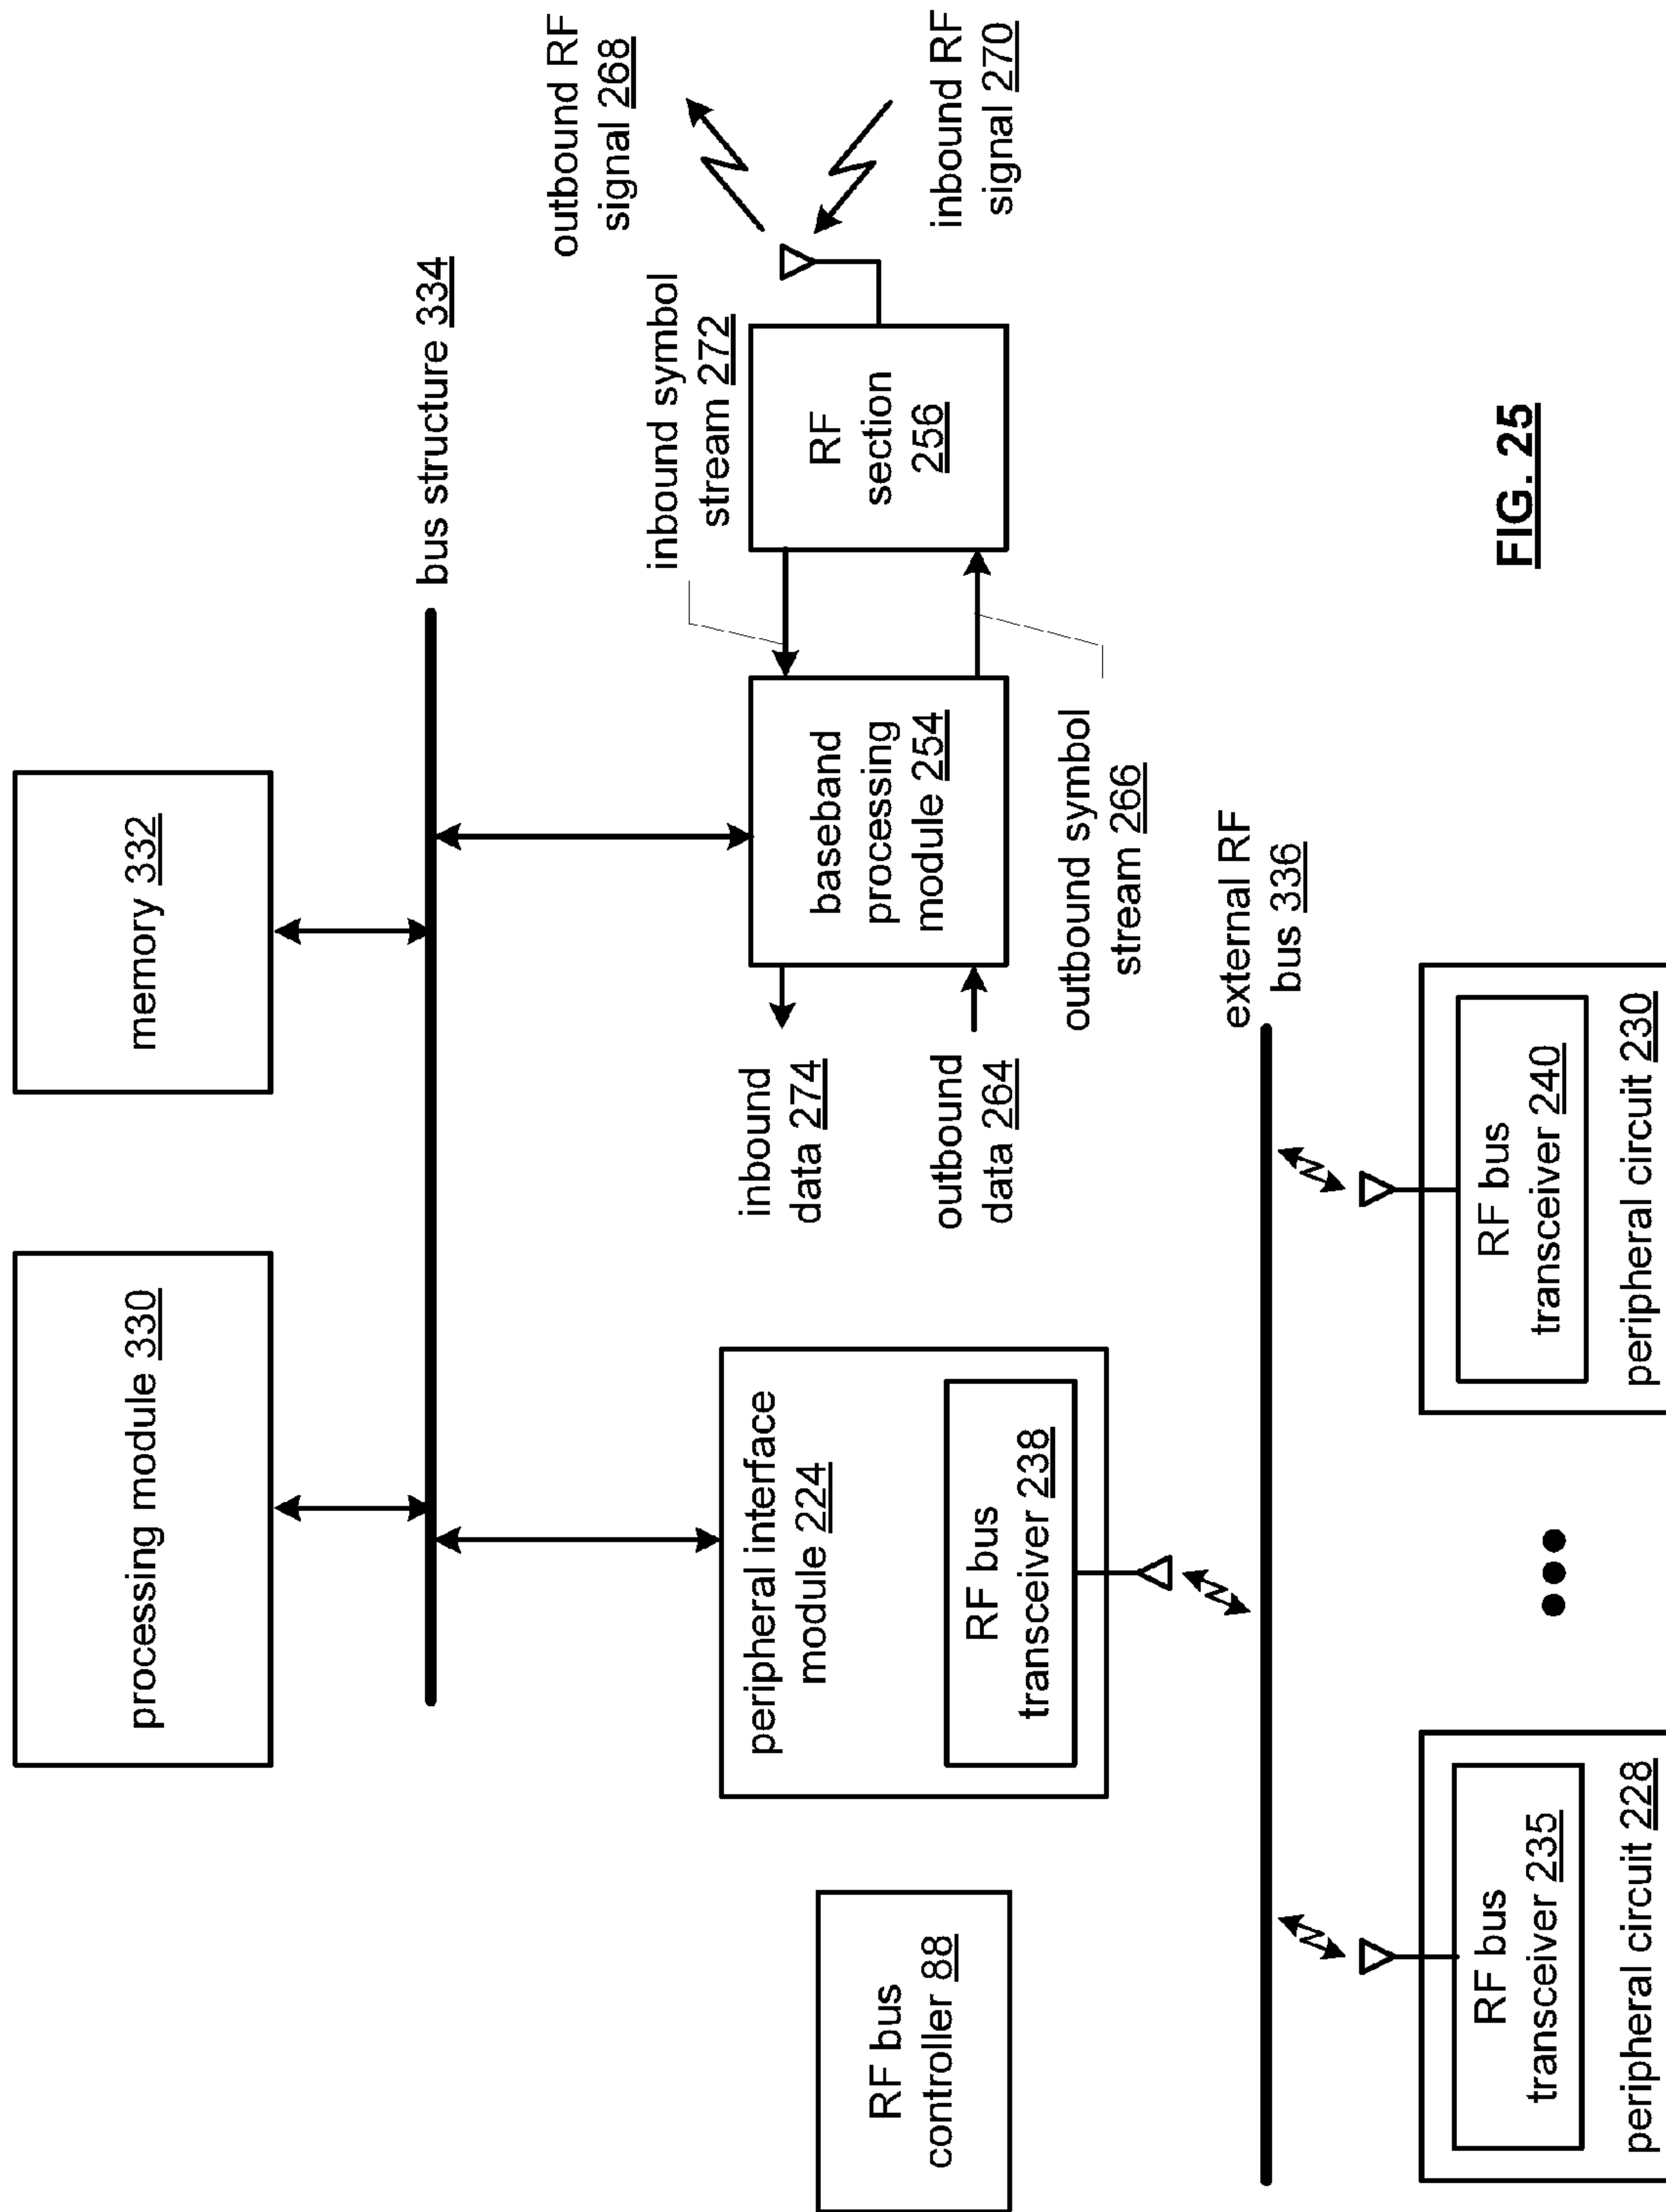 processing module 330
memory 332
bus structure 334
outbound RF
signal 268
inbound symbol
stream 272
RF bus
controller 88
peripheral interface
module 224
RF bus
transceiver 238
inbound
data 274
outbound
data 264
baseband
processing
module 254
RF
section
256
inbound RF
signal 270
outbound symbol
stream 266
external RF
bus 336
RF bus
transceiver 235
peripheral circuit 228
RF bus
transceiver 240
peripheral circuit 230
FIG. 25